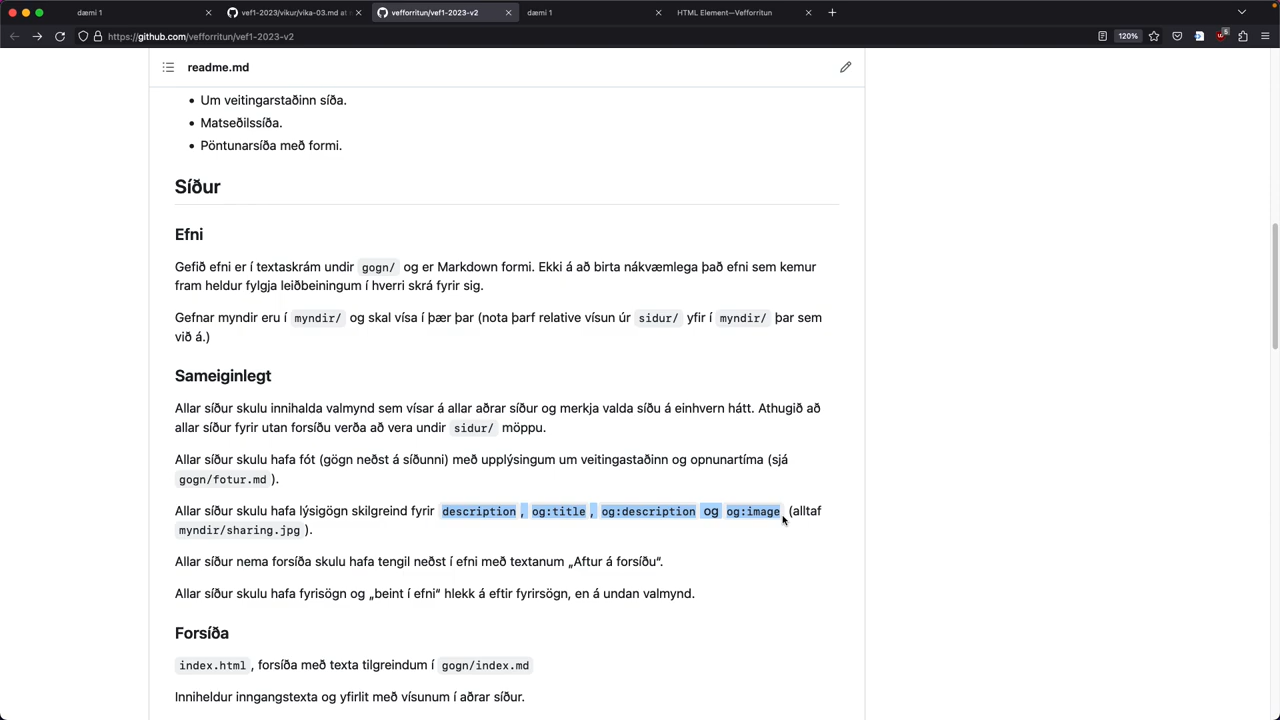 dæmi 1
vef1-2023/vikur/vika-03.md at
vefforritun/vef1-2023-v2
dæmi 1
HTML Element—Vefforritun
https://github.com/vefforritun/vef1-2023-v2
120%
readme.md
• Um veitingarstaðinn síða.
• Matseðilssíða.
• Pöntunarsíða með formi.
Síður
Efni
Gefið efni er í textaskrám undir gogn/ og er Markdown formi. Ekki á að birta nákvæmlega það efni sem kemur
fram heldur fylgja leiðbeiningum í hverri skrá fyrir sig.
Gefnar myndir eru í myndir/ og skal vísa í þær þar (nota þarf relative vísun úr sidur/ yfir í myndir/ þar sem
við á.)
Sameiginlegt
Allar síður skulu innihalda valmynd sem vísar á allar aðrar síður og merkja valda síðu á einhvern hátt. Athugið að
allar síður fyrir utan forsíðu verða að vera undir sidur/ möppu.
Allar síður skulu hafa fót (gögn neðst á síðunni) með upplýsingum um veitingastaðinn og opnunartíma (sjá
gogn/fotur.md ).
Allar síður skulu hafa lýsigögn skilgreind fyrir description , og:title , og:description og og:image (alltaf
myndir/sharing.jpg ).
Allar síður nema forsíða skulu hafa tengil neðst í efni með textanum „Aftur á forsíðu“.
Allar síður skulu hafa fyrisögn og „beint í efni“ hlekk á eftir fyrirsögn, en á undan valmynd.
Forsíða
index.html , forsíða með texta tilgreindum í gogn/index.md
Inniheldur inngangstexta og yfirlit með vísunum í aðrar síður.